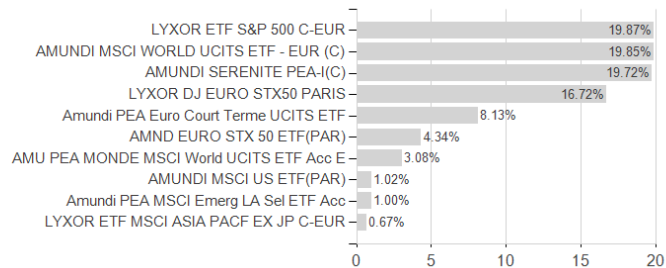 LYXOR ETF S&P 500 C-EUR 19.87%
AMUNDI MSCI WORLD UCITS ETF - EUR (C) 19.85%
AMUNDI SERENITE PEA-I(C) 19.72%
LYXOR DJ EURO STX50 PARIS 16.72%
Amundi PEA Euro Court Terme UCITS ETF 8.13%
AMND EURO STX 50 ETF(PAR) 4.34%
AMU PEA MONDE MSCI World UCITS ETF Acc E 3.08%
AMUNDI MSCI US ETF(PAR) 1.02%
Amundi PEA MSCI Emerg LA Sel ETF Acc 1.00%
LYXOR ETF MSCI ASIA PACF EX JP C-EUR 0.67%
0 5 10 15 20